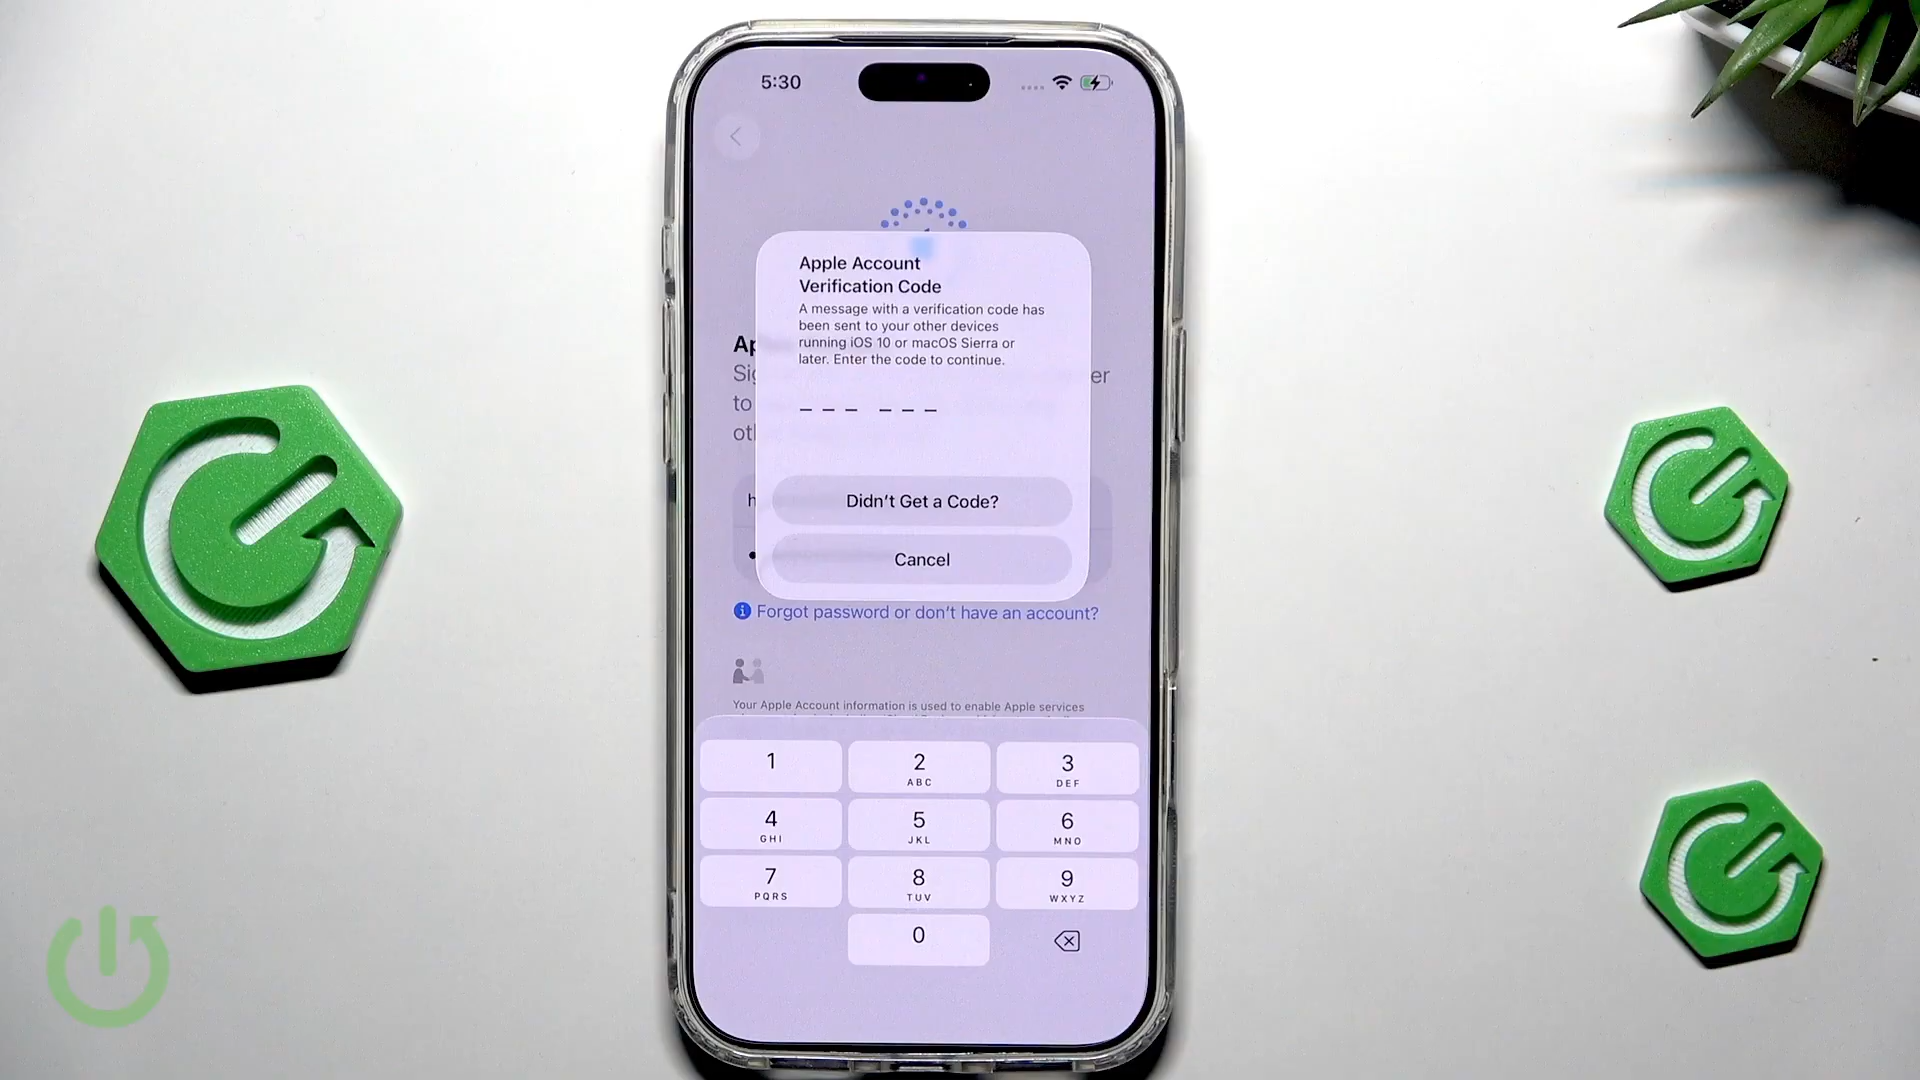 5:30
Apple Account
Verification Code
A message with a verification code has
been sent to your other devices
running iOS 10 or macOS Sierra or
later. Enter the code to continue.
er
to
Didn't Get a Code?
Cancel
Forgot password or don't have an account?
Your Apple Account information is used to enable Apple services
1
2
ABC
3
DEF
4
GHI
5
JKL
6
MNO
7
PQRS
8
TUV
9
WXYZ
0